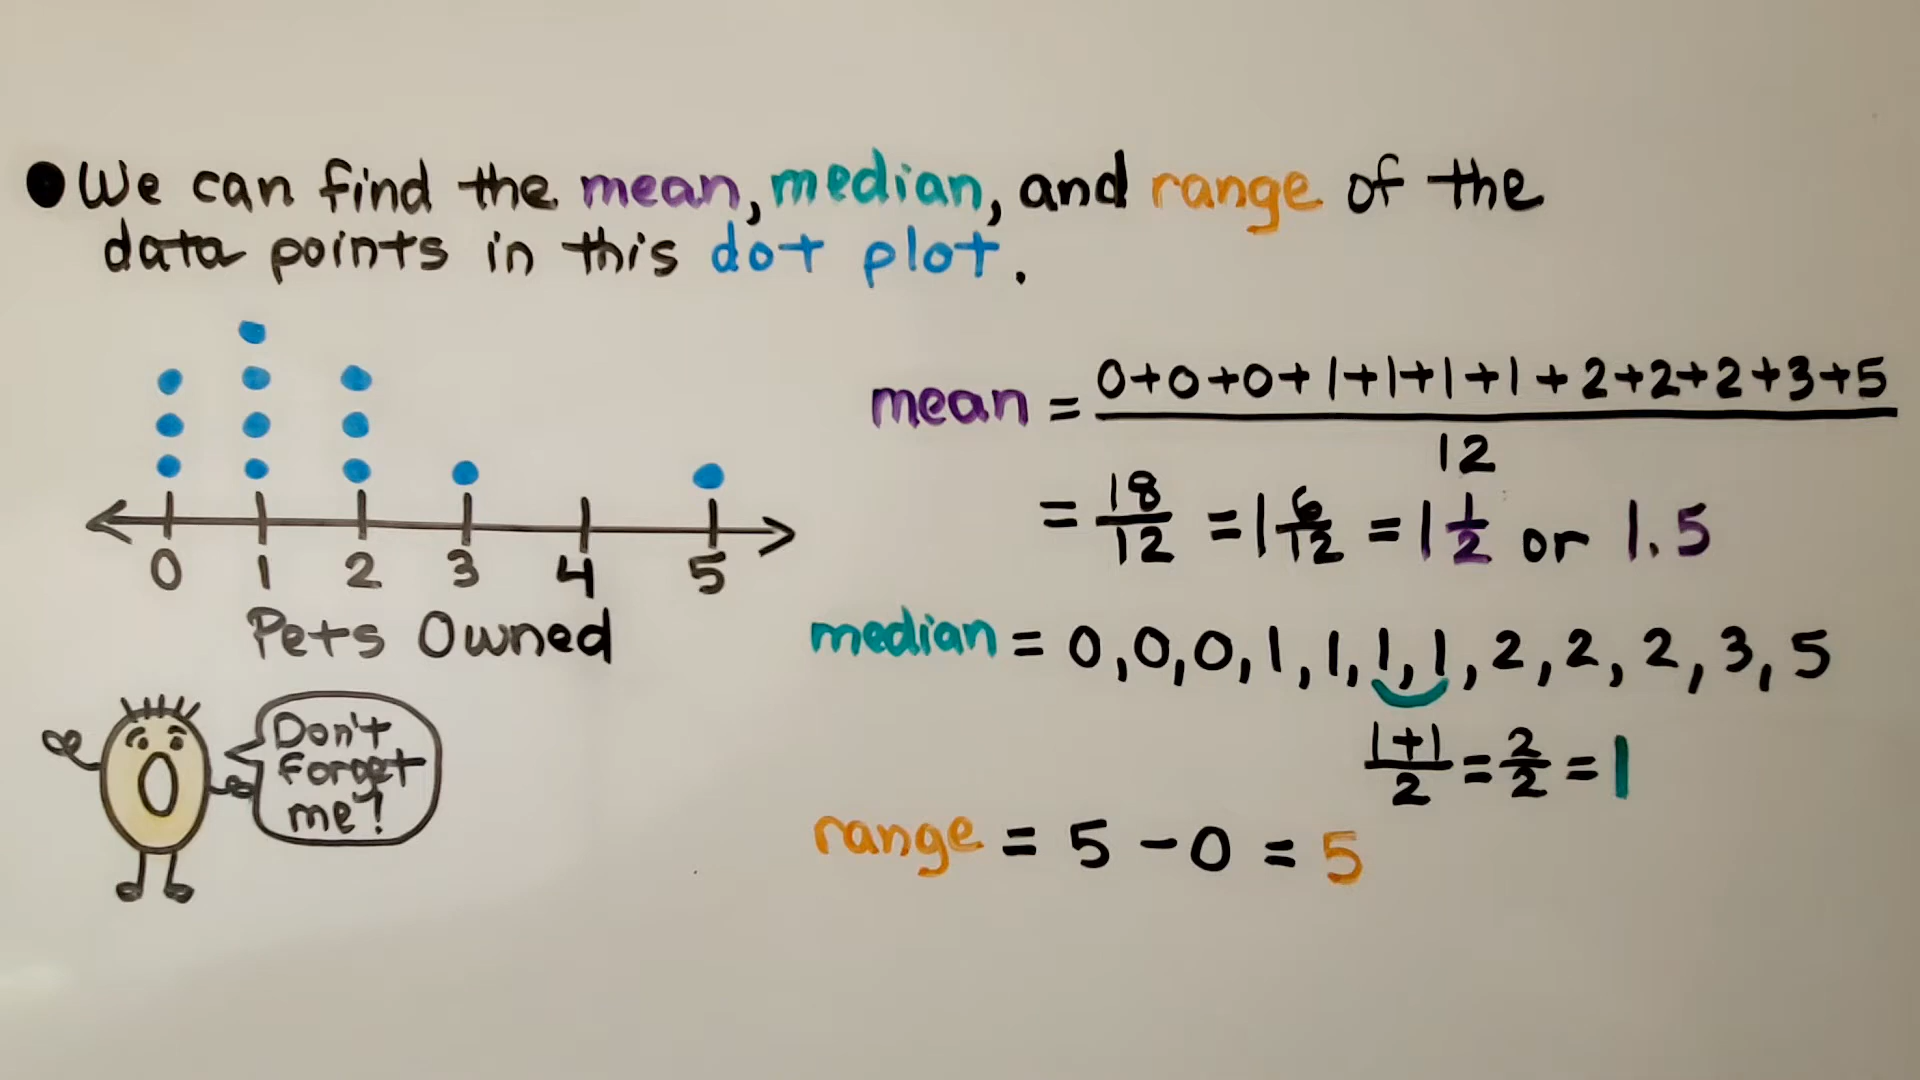 We can find the mean, median, and range of the
data points in this dot plot.
mean = 0+0+0+1+1+1+1+2+2+2+3+5
12
= 18/12 = 1 6/12 = 1 1/2 or 1.5
0 1 2 3 4 5
Pets Owned
median = 0,0,0,1,1,1,1,2,2,2,3,5
1+1/2 = 2/2 = 1
Don't
forget
me!
range = 5 - 0 = 5